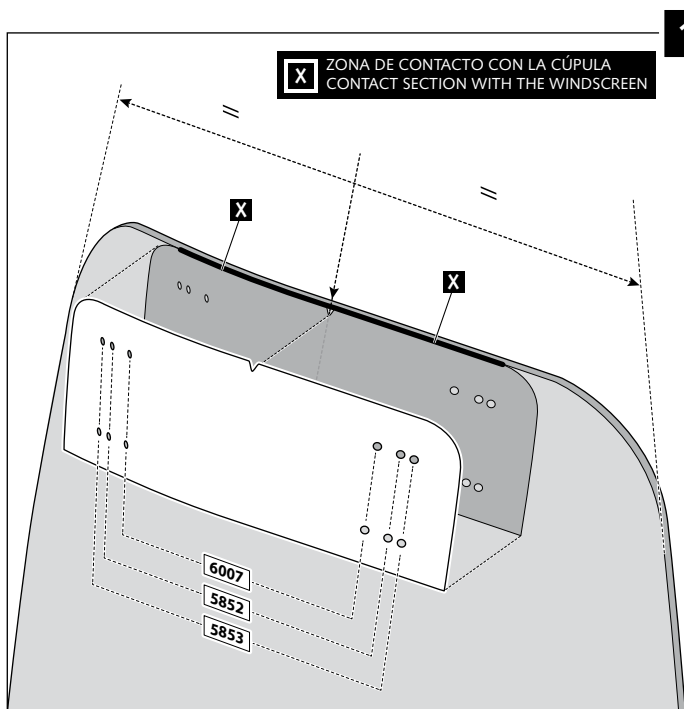 1
X ZONA DE CONTACTO CON LA CÚPULA
CONTACT SECTION WITH THE WINDSCREEN
=
=
X
X
6007
5852
5853